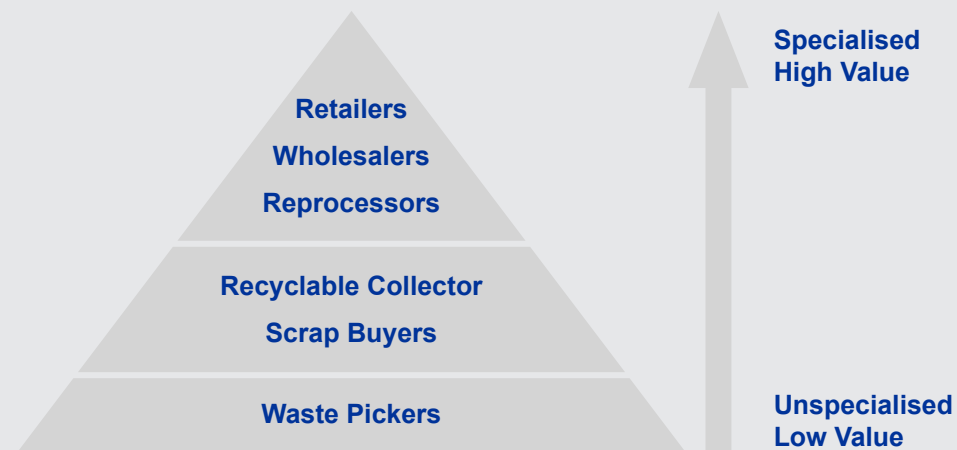 Retailers
Wholesalers
Reprocessors
Recyclable Collector
Scrap Buyers
Waste Pickers
Specialised
High Value
Unspecialised
Low Value